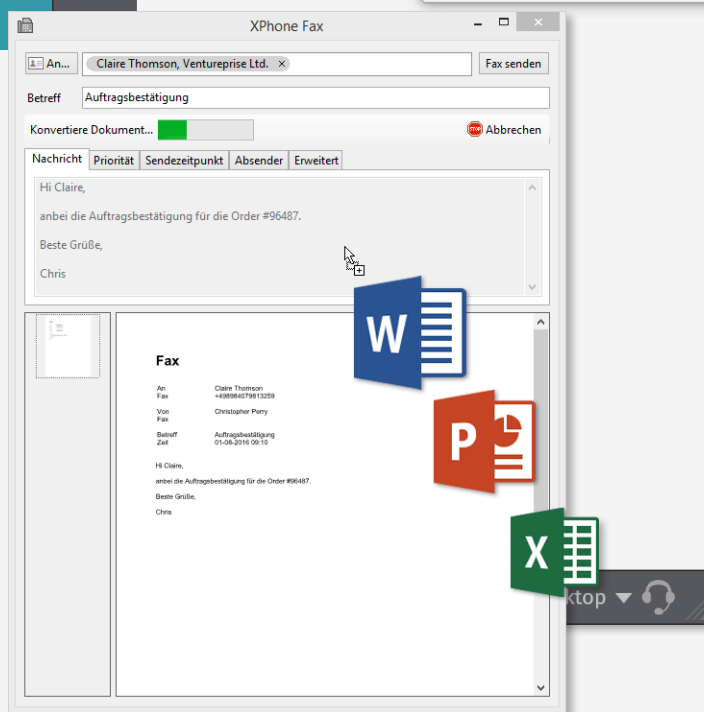 XPhone Fax
An... Claire Thomson, Ventureprise Ltd. × Fax senden
Betreff Auftragsbestätigung
Konvertiere Dokument... STOP Abbrechen
Nachricht Priorität Sendezeitpunkt Absender Erweitert
Hi Claire,
anbei die Auftragsbestätigung für die Order #96487.
Beste Grüße,
Chris
W
Fax
An Claire Thomson
Fax +498984079813259
Von Christopher Perry
Fax
P
Betreff Auftragsbestätigung
Zeit 01-08-2016 09:10
Hi Claire,
anbei die Auftragsbestätigung für die Order #96487.
Beste Grüße,
Chris
X
ktop